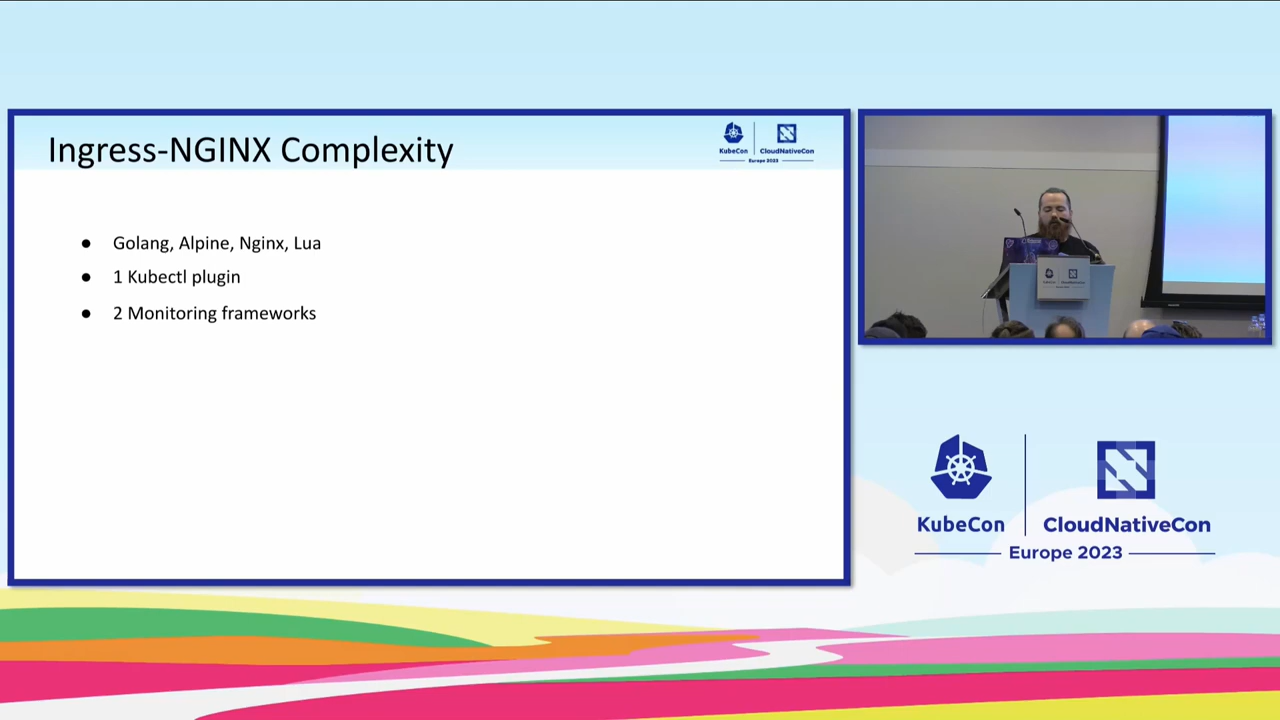 Ingress-NGINX Complexity
KubeCon
CloudNativeCon
Europe 2023
● Golang, Alpine, Nginx, Lua
● 1 Kubectl plugin
● 2 Monitoring frameworks
KubeCon
CloudNativeCon
Europe 2023